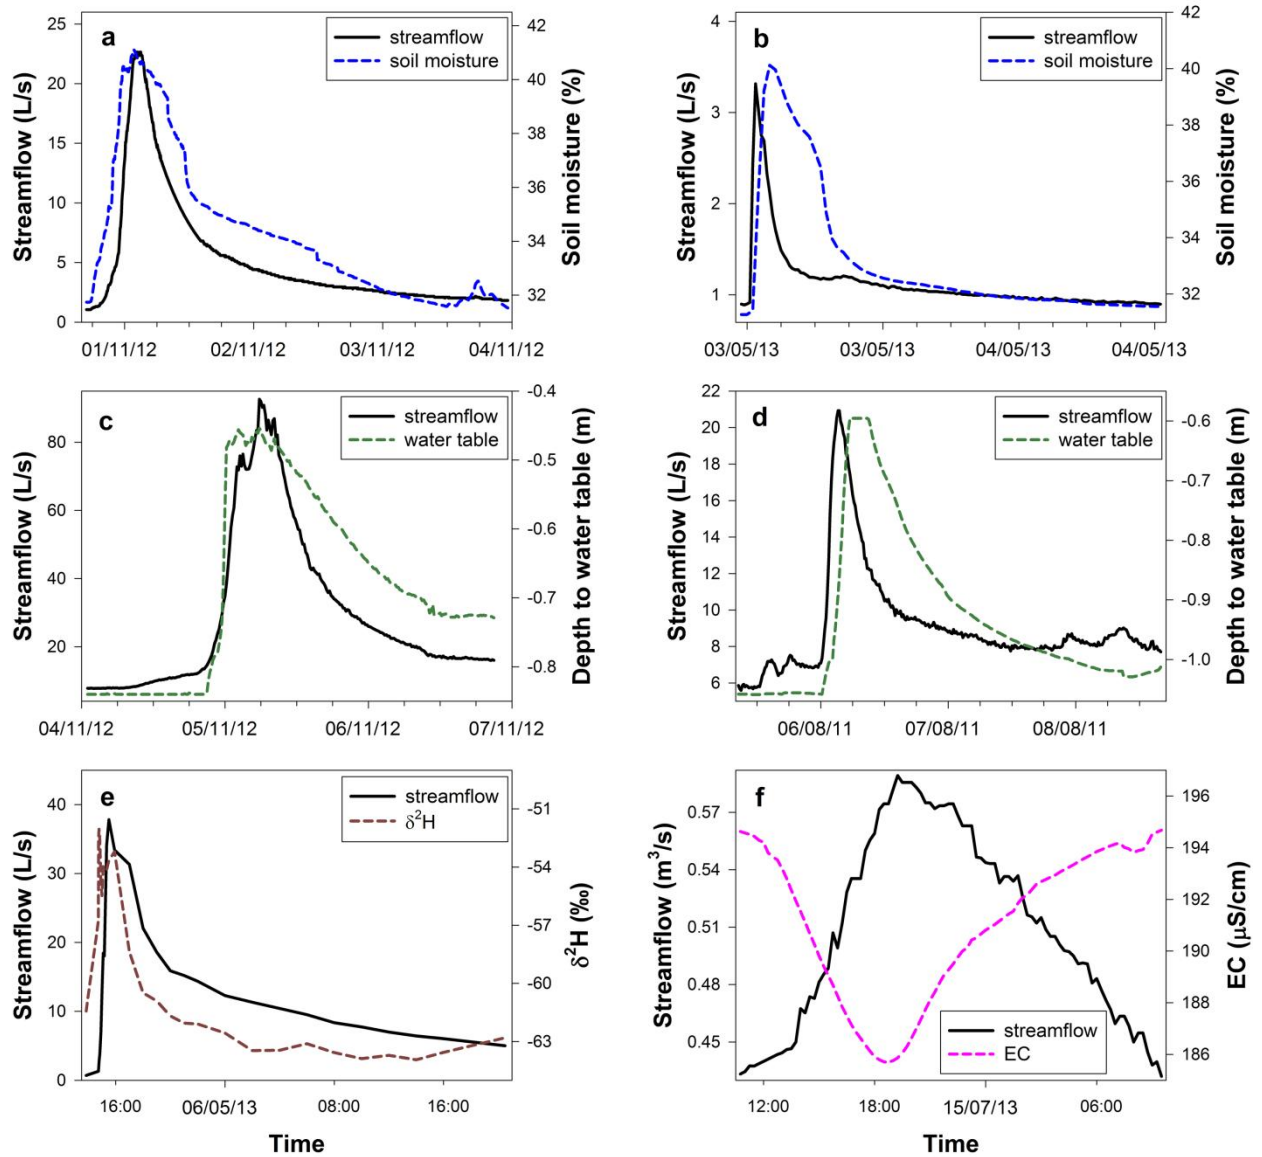 a
streamflow
soil moisture
Streamflow (L/s)
25
20
15
10
5
0
42
40
38
36
34
32
Soil moisture (%)
01/11/12 02/11/12 03/11/12 04/11/12
b
streamflow
soil moisture
Streamflow (L/s)
4
3
2
1
42
40
38
36
34
32
Soil moisture (%)
03/05/13 03/05/13 04/05/13 04/05/13
c
streamflow
water table
Streamflow (L/s)
80
60
40
20
-0.4
-0.5
-0.6
-0.7
-0.8
Depth to water table (m)
04/11/12 05/11/12 06/11/12 07/11/12
d
streamflow
water table
Streamflow (L/s)
22
20
18
16
14
12
10
8
6
-0.6
-0.7
-0.8
-0.9
-1.0
Depth to water table (m)
06/08/11 07/08/11 08/08/11
e
streamflow
δ²H
Streamflow (L/s)
40
30
20
10
0
-51
-54
-57
-60
-63
δ²H (‰)
16:00 06/05/13 08:00 16:00
Time
f
streamflow
EC
Streamflow (m³/s)
0.57
0.54
0.51
0.48
0.45
196
194
192
190
188
186
EC (μS/cm)
12:00 18:00 15/07/13 06:00
Time